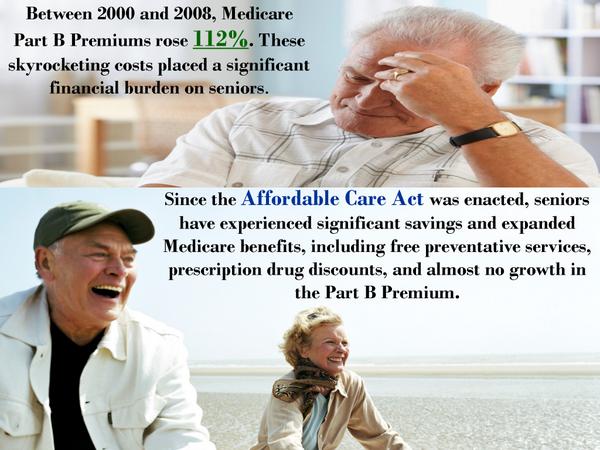 Between 2000 and 2008, Medicare
Part B Premiums rose 112%. These
skyrocketing costs placed a significant
financial burden on seniors.
Since the Affordable Care Act was enacted, seniors
have experienced significant savings and expanded
Medicare benefits, including free preventative services,
prescription drug discounts, and almost no growth in
the Part B Premium.